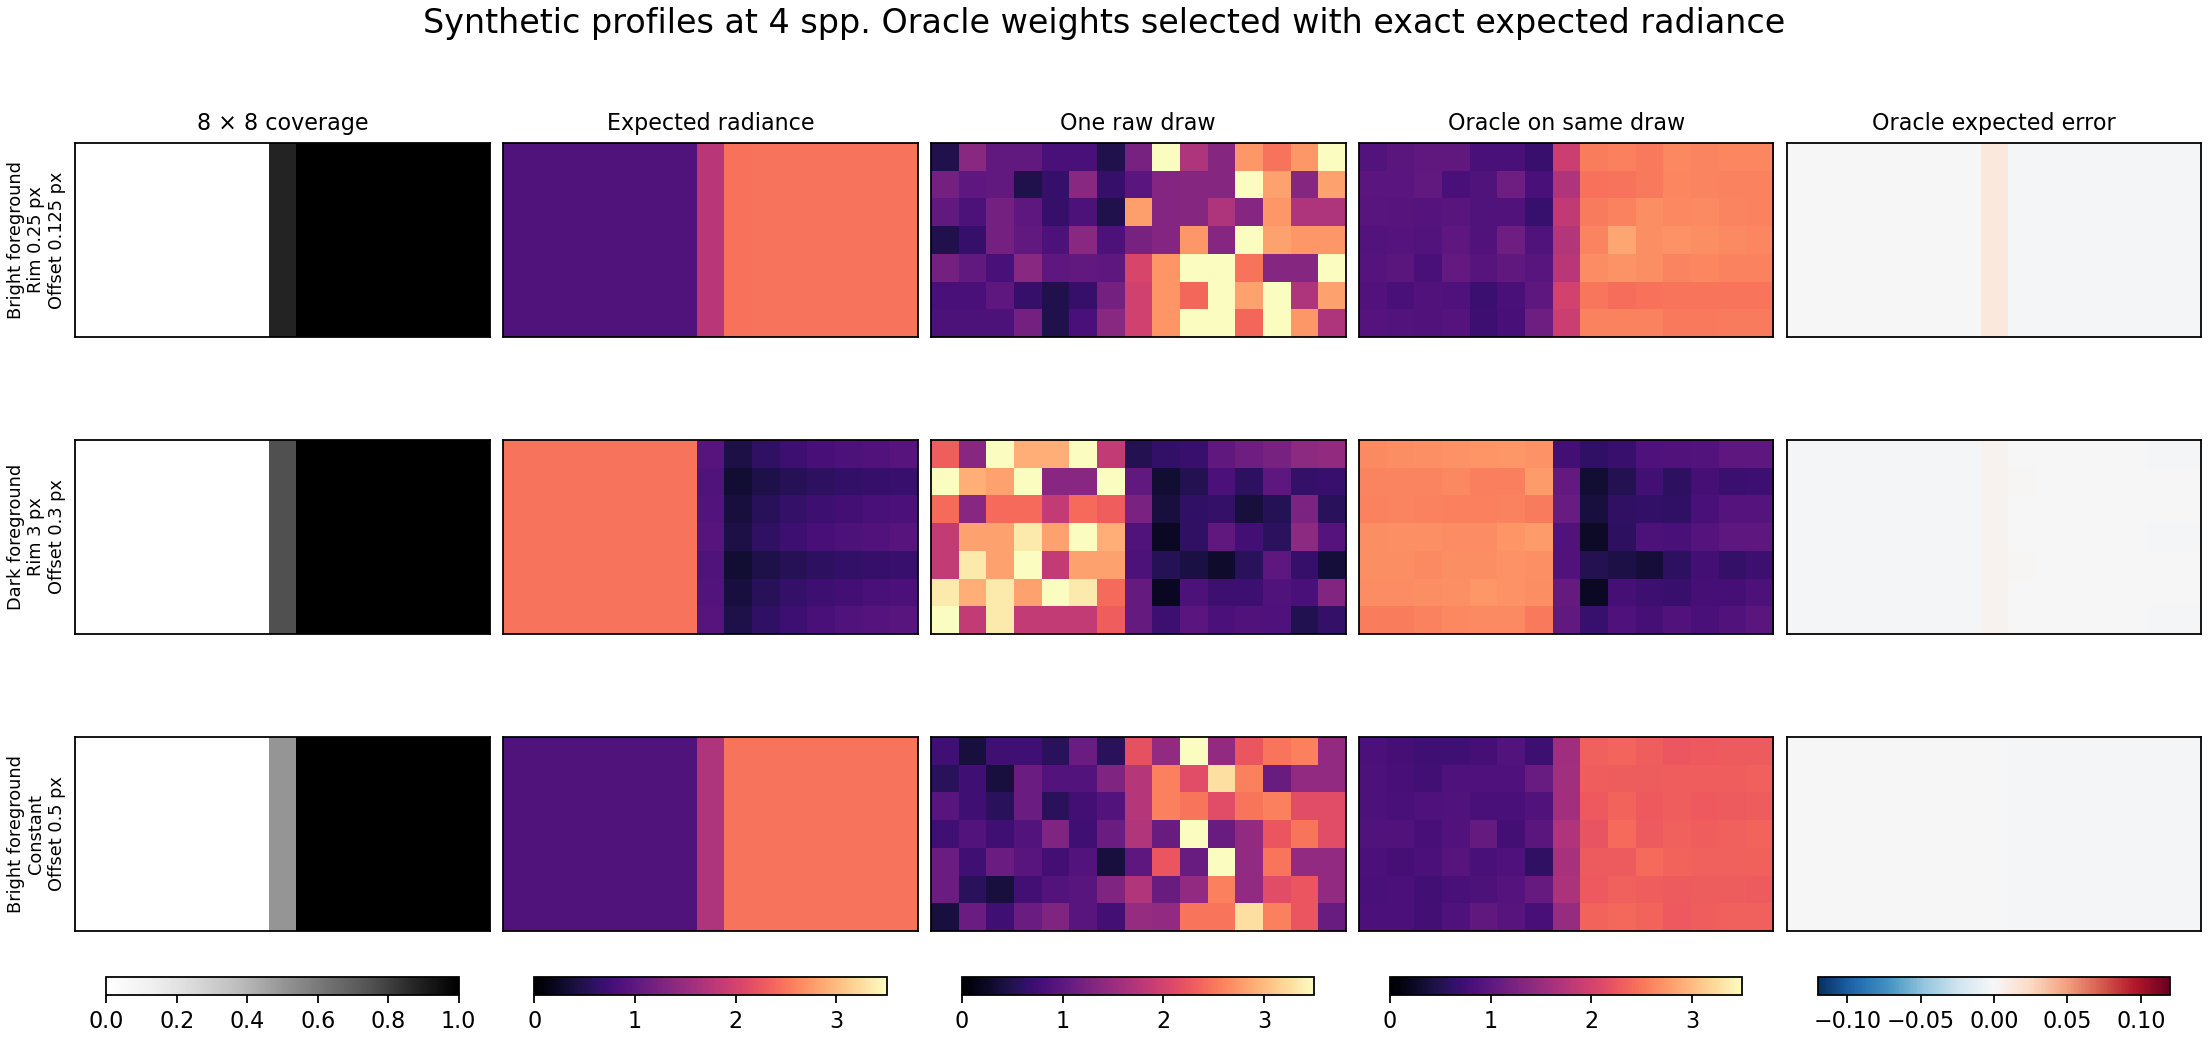 Synthetic profiles at 4 spp. Oracle weights selected with exact expected radiance
8 × 8 coverage
Expected radiance
One raw draw
Oracle on same draw
Oracle expected error
Bright foreground
Rim 0.25 px
Offset 0.125 px
Dark foreground
Rim 3 px
Offset 0.3 px
Bright foreground
Constant
Offset 0.5 px
0.0 0.2 0.4 0.6 0.8 1.0
0 1 2 3
0 1 2 3
0 1 2 3
−0.10 −0.05 0.00 0.05 0.10